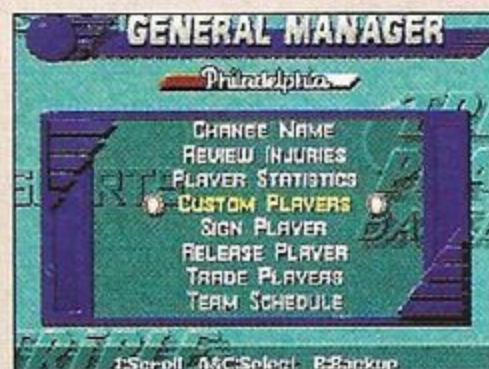 GENERAL MANAGER
Philadelphia
CHANGE NAME
REVIEW INJURIES
PLAYER STATISTICS
CUSTOM PLAYERS
SIGN PLAYER
RELEASE PLAYER
TRADE PLAYERS
TEAM SCHEDULE
:Scroll A&C:Select B:Backup